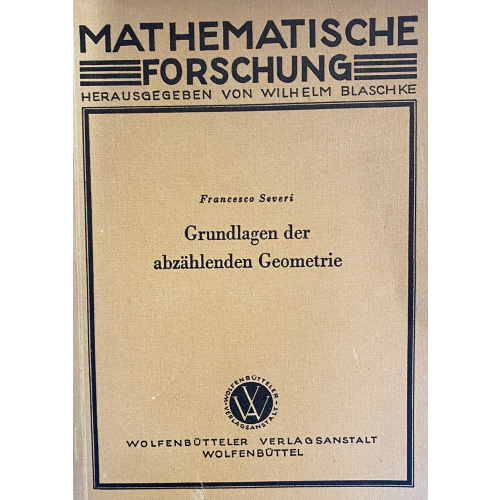 MATHEMATISCHE
FORSCHUNG
HERAUSGEGEBEN VON WILHELM BLASCHKE
Francesco Severi
Grundlagen der
abzählenden Geometrie
WOLFENBÜTTELER
VERLAGSANSTALT
WOLFENBÜTTELER VERLAGSANSTALT
WOLFENBÜTTEL